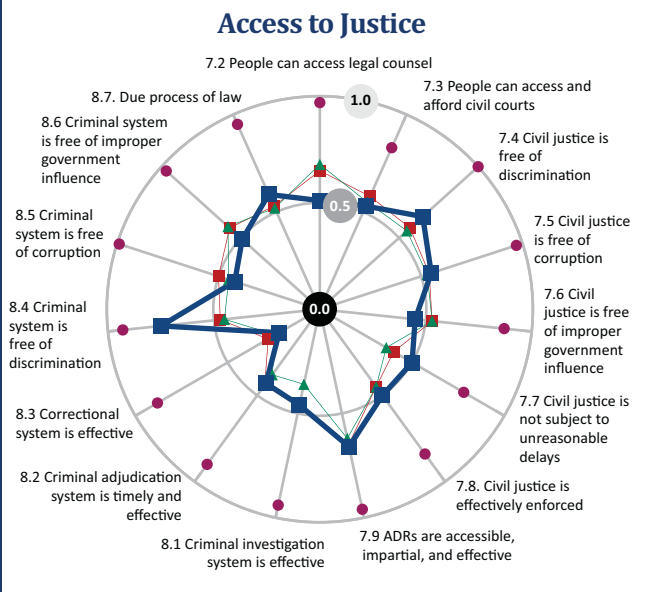 Access to Justice
7.2 People can access legal counsel
7.3 People can access and
afford civil courts
7.4 Civil justice is
free of
discrimination
7.5 Civil justice
is free of
corruption
7.6 Civil
justice is free
of improper
government
influence
7.7 Civil justice is
not subject to
unreasonable
delays
7.8. Civil justice is
effectively enforced
7.9 ADRs are accessible,
impartial, and effective
8.1 Criminal investigation
system is effective
8.2 Criminal adjudication
system is timely and
effective
8.3 Correctional
system is effective
8.4 Criminal
system is
free of
discrimination
8.5 Criminal
system is free
of corruption
8.6 Criminal system
is free of improper
government
influence
8.7. Due process of law
1.0
0.5
0.0